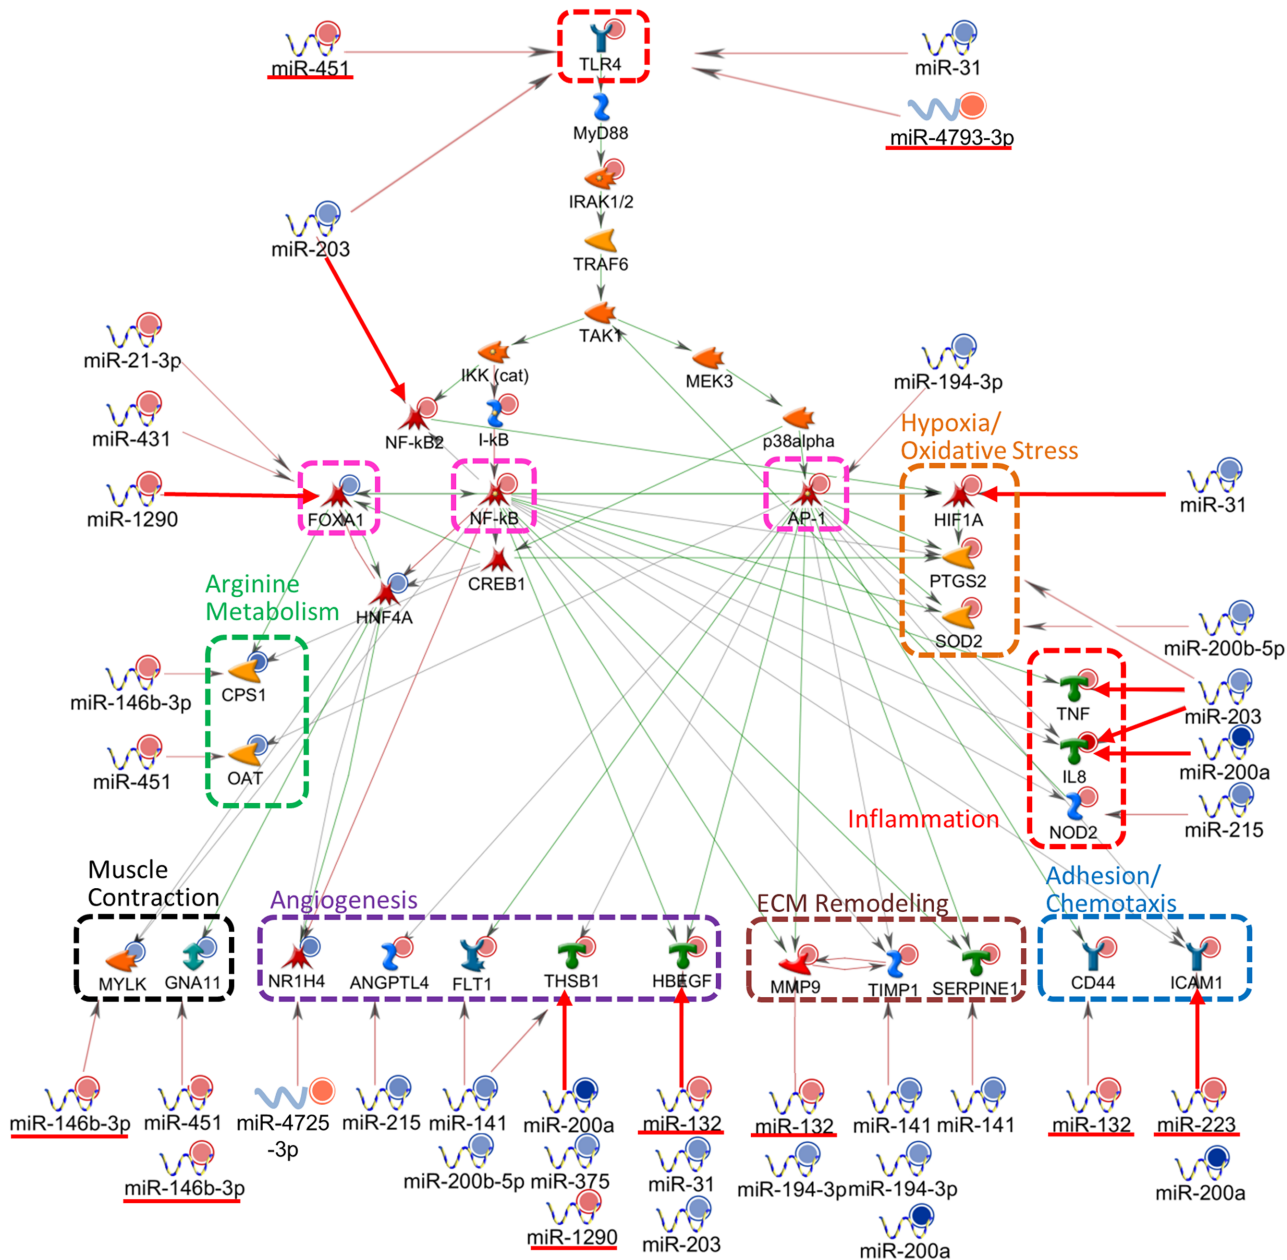 miR-451
TLR4
miR-31
miR-4793-3p
MyD88
IRAK1/2
miR-203
TRAF6
TAK1
miR-21-3p
IKK (cat)
MEK3
miR-194-3p
miR-431
NF-kB2
I-kB
p38alpha
Hypoxia/
Oxidative Stress
miR-1290
FOXA1
NF-kB
AP-1
HIF1A
miR-31
CREB1
PTGS2
Arginine
Metabolism
HNF4A
SOD2
miR-200b-5p
miR-146b-3p
CPS1
TNF
miR-203
miR-451
OAT
IL8
miR-200a
Inflammation
NOD2
miR-215
Muscle
Contraction
Angiogenesis
ECM Remodeling
Adhesion/
Chemotaxis
MYLK
GNA11
NR1H4
ANGPTL4
FLT1
THSB1
HBEGF
MMP9
TIMP1
SERPINE1
CD44
ICAM1
miR-146b-3p
miR-451
miR-4725
-3p
miR-215
miR-141
miR-200a
miR-132
miR-132
miR-141
miR-141
miR-132
miR-223
miR-146b-3p
miR-200b-5p
miR-375
miR-31
miR-194-3p
miR-194-3p
miR-200a
miR-1290
miR-203
miR-200a